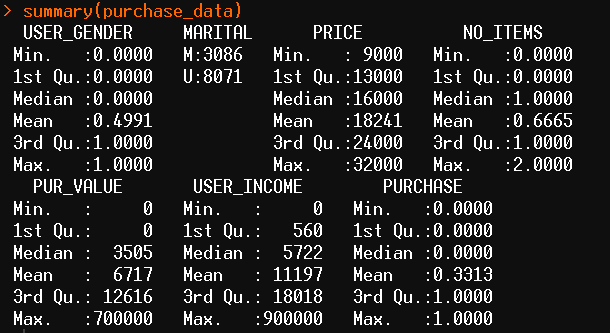 > summary(purchase_data)
USER_GENDER MARITAL PRICE NO_ITEMS
Min. :0.0000 M:3086 Min. : 9000 Min. :0.0000
1st Qu.:0.0000 U:8071 1st Qu.:13000 1st Qu.:0.0000
Median :0.0000 Median :16000 Median :1.0000
Mean :0.4991 Mean :18241 Mean :0.6665
3rd Qu.:1.0000 3rd Qu.:24000 3rd Qu.:1.0000
Max. :1.0000 Max. :32000 Max. :2.0000
PUR_VALUE USER_INCOME PURCHASE
Min. : 0 Min. : 0 Min. :0.0000
1st Qu.: 0 1st Qu.: 560 1st Qu.:0.0000
Median : 3505 Median : 5722 Median :0.0000
Mean : 6717 Mean : 11197 Mean :0.3313
3rd Qu.: 12616 3rd Qu.: 18018 3rd Qu.:1.0000
Max. :700000 Max. :900000 Max. :1.0000